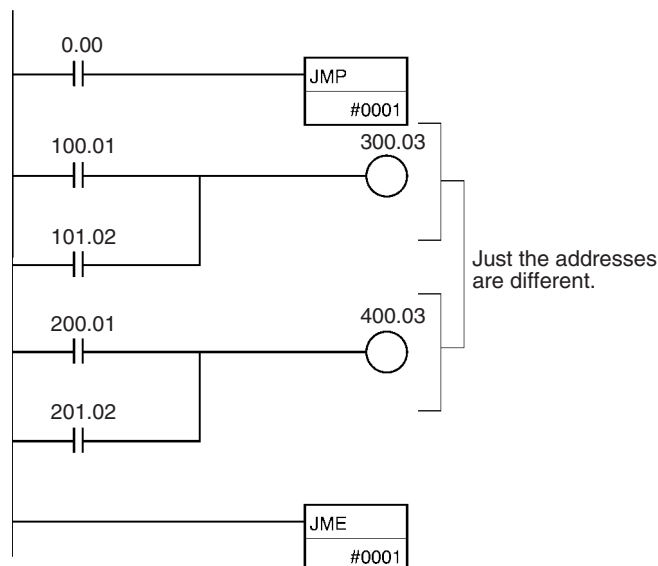 0.00
JMP
#0001
100.01
300.03
101.02
Just the addresses
are different.
200.01
400.03
201.02
JME
#0001